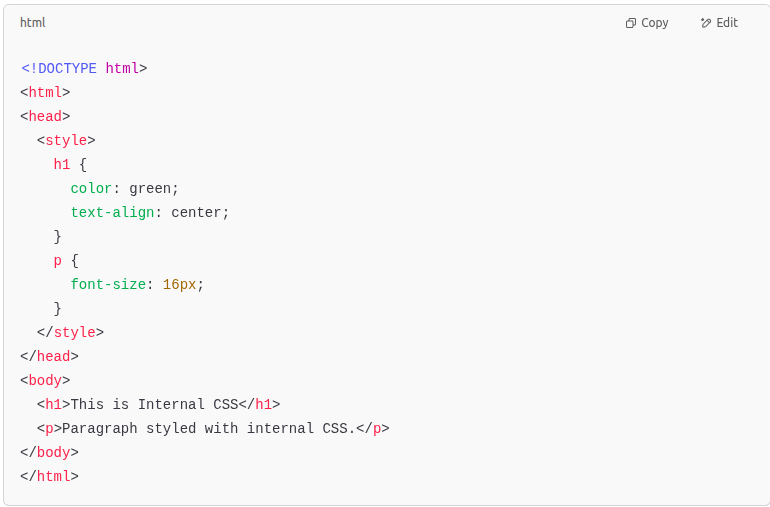 html
Copy
Edit
<!DOCTYPE html>
<html>
<head>
  <style>
    h1 {
      color: green;
      text-align: center;
    }
    p {
      font-size: 16px;
    }
  </style>
</head>
<body>
  <h1>This is Internal CSS</h1>
  <p>Paragraph styled with internal CSS.</p>
</body>
</html>